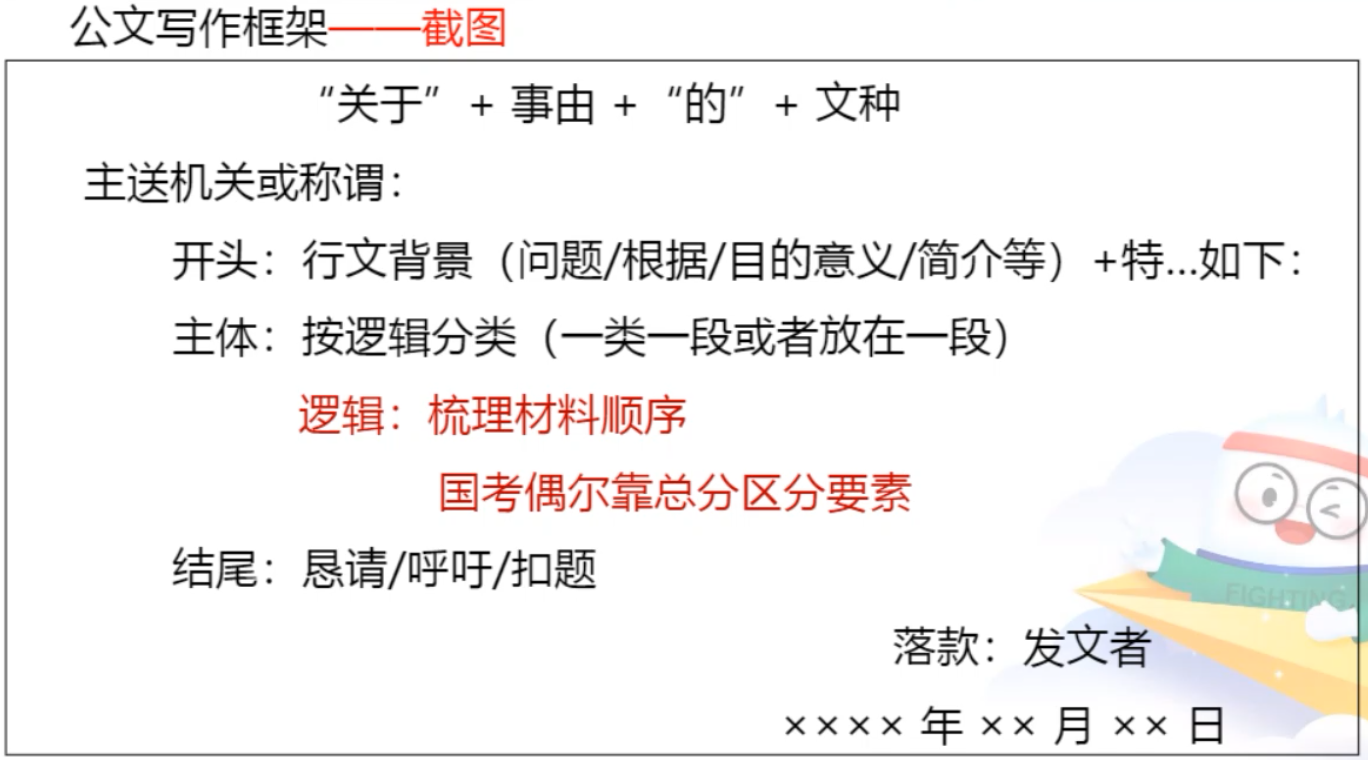 公文写作框架——截图
“关于” + 事由 + “的” + 文种
主送机关或称谓：
开头：行文背景（问题/根据/目的意义/简介等）+特...如下：
主体：按逻辑分类（一类一段或者放在一段）
逻辑：梳理材料顺序
国考偶尔靠总分区分要素
结尾：恳请/呼吁/扣题
FIGHTING
落款：发文者
×××× 年 ×× 月 ×× 日